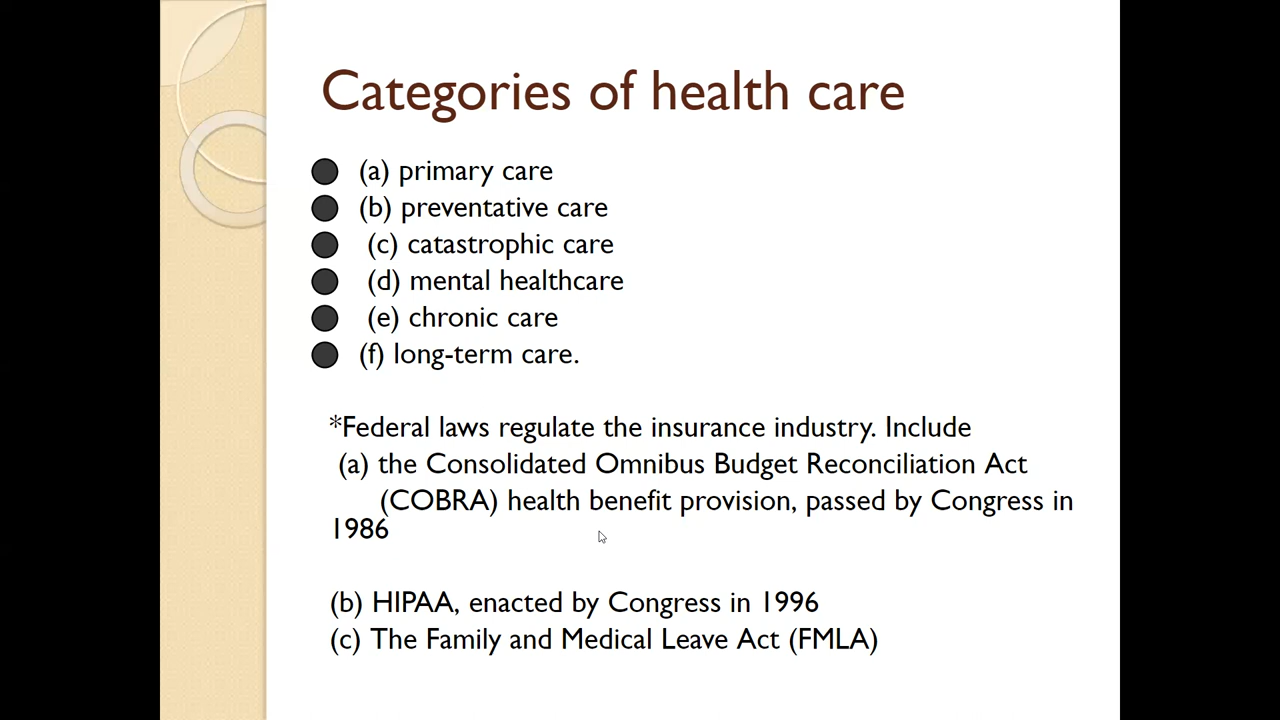 Categories of health care
(a) primary care
(b) preventative care
(c) catastrophic care
(d) mental healthcare
(e) chronic care
(f) long-term care.
*Federal laws regulate the insurance industry. Include
(a) the Consolidated Omnibus Budget Reconciliation Act
(COBRA) health benefit provision, passed by Congress in
1986
(b) HIPAA, enacted by Congress in 1996
(c) The Family and Medical Leave Act (FMLA)